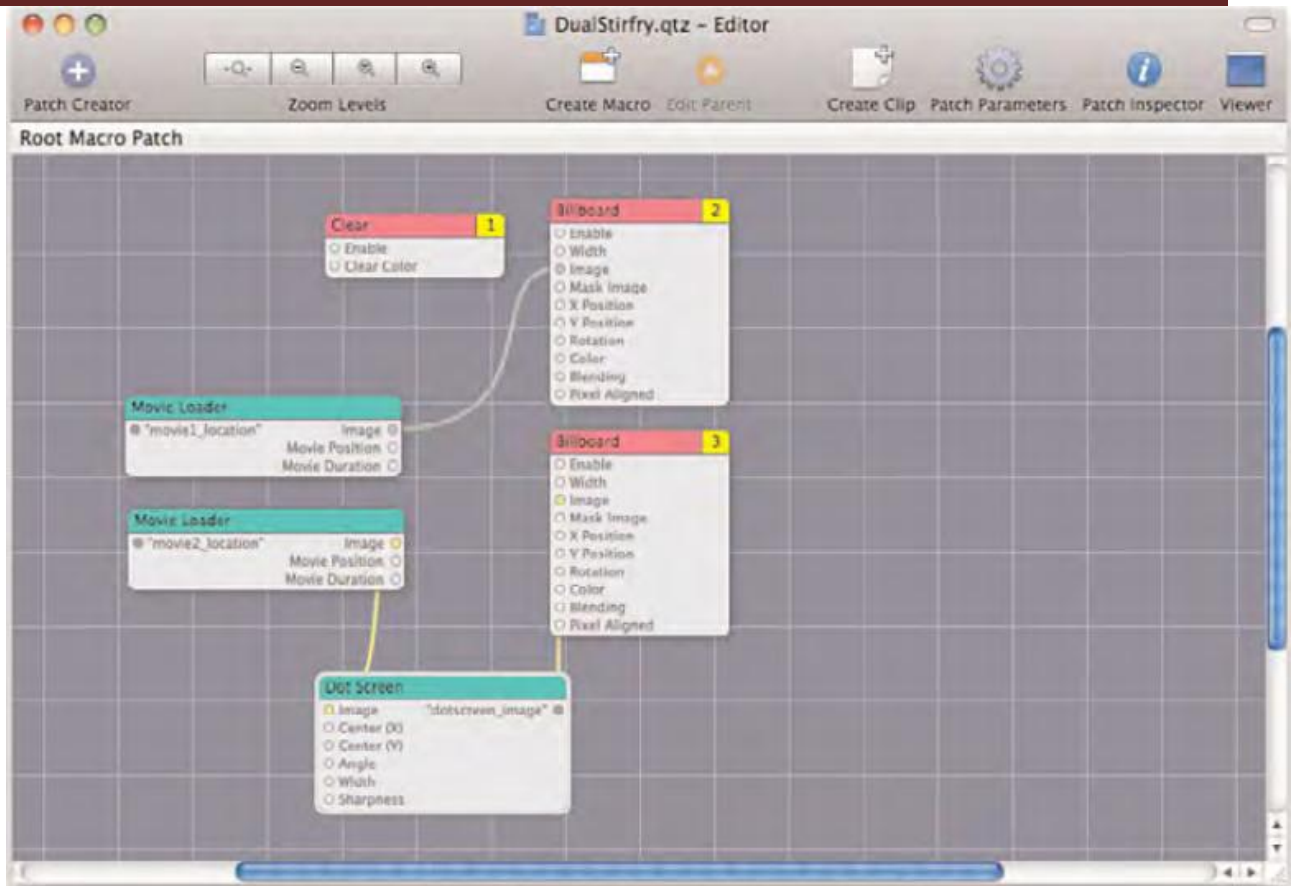 DualStirfry.qtz – Editor
Patch Creator
Zoom Levels
Create Macro
Edit Parent
Create Clip
Patch Parameters
Patch Inspector
Viewer
Root Macro Patch
Clear 1
Enable
Clear Color
Billboard 2
Enable
Width
Image
Mask Image
X Position
Y Position
Rotation
Color
Blending
Pixel Aligned
Movie Loader
"movie1_location" Image
Movie Position
Movie Duration
Billboard 3
Enable
Width
Image
Mask Image
X Position
Y Position
Rotation
Color
Blending
Pixel Aligned
Movie Loader
"movie2_location" Image
Movie Position
Movie Duration
Dot Screen
Image "dotscreen_image"
Center (X)
Center (Y)
Angle
Width
Sharpness